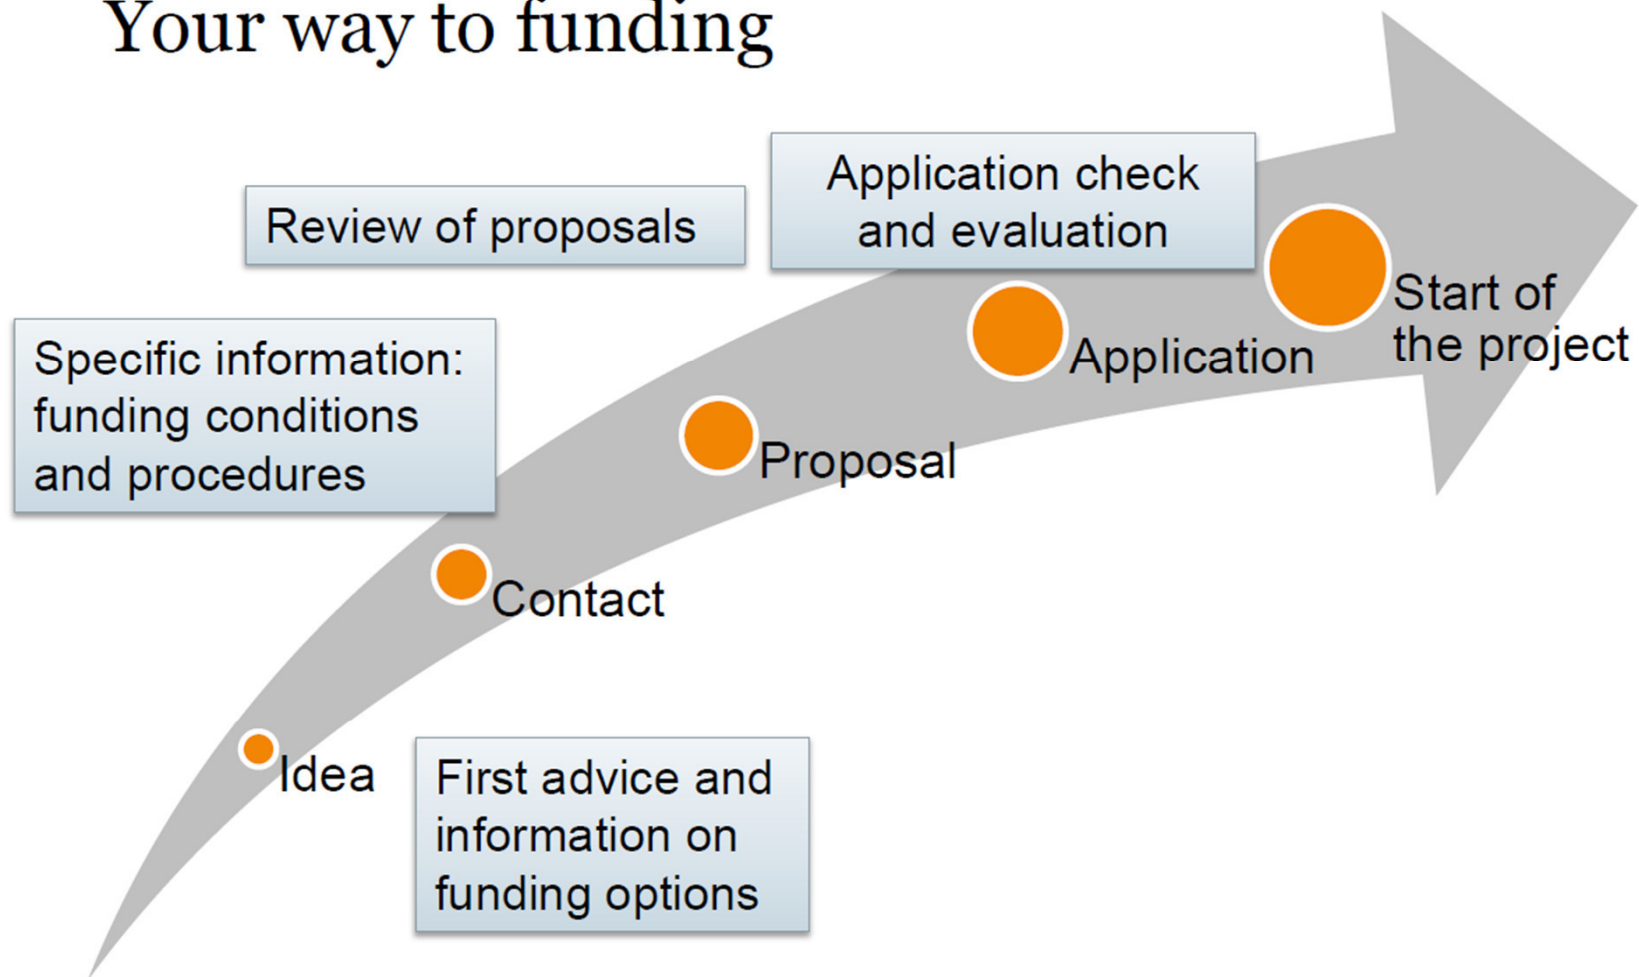 Your way to funding
Application check
and evaluation
Review of proposals
Start of
the project
Specific information:
funding conditions
and procedures
Application
Proposal
Contact
Idea
First advice and
information on
funding options